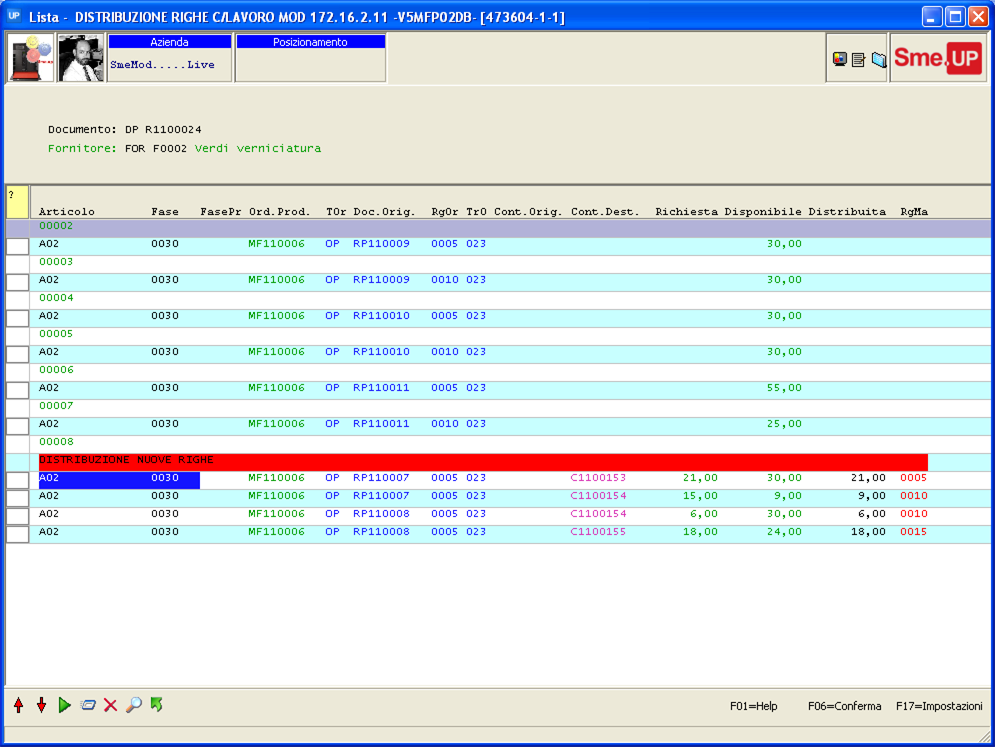 UP Lista - DISTRIBUZIONE RIGHE C/LAVORO MOD 172.16.2.11 -V5MFP02DB- [473604-1-1]
Azienda Posizionamento
SmeMod.....Live
Sme.UP
Documento: DP R1100024
Fornitore: FOR F0002 Verdi verniciatura
?
Articolo Fase FasePr Ord.Prod. TOr Doc.Orig. RgOr TrO Cont.Orig. Cont.Dest. Richiesta Disponibile Distribuita RgMa
00002
A02 0030 MF110006 OP RP110009 0005 023 30,00
00003
A02 0030 MF110006 OP RP110009 0010 023 30,00
00004
A02 0030 MF110006 OP RP110010 0005 023 30,00
00005
A02 0030 MF110006 OP RP110010 0010 023 30,00
00006
A02 0030 MF110006 OP RP110011 0005 023 55,00
00007
A02 0030 MF110006 OP RP110011 0010 023 25,00
00008
DISTRIBUZIONE NUOVE RIGHE
A02 0030 MF110006 OP RP110007 0005 023 C1100153 21,00 30,00 21,00 0005
A02 0030 MF110006 OP RP110007 0005 023 C1100154 15,00 9,00 9,00 0010
A02 0030 MF110006 OP RP110008 0005 023 C1100154 6,00 30,00 6,00 0010
A02 0030 MF110006 OP RP110008 0005 023 C1100155 18,00 24,00 18,00 0015
F01=Help F06=Conferma F17=Impostazioni